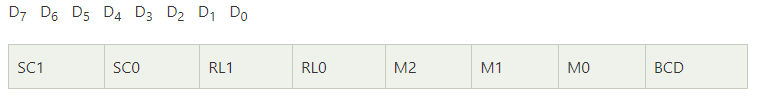 D₇ D₆ D₅ D₄ D₃ D₂ D₁ D₀
SC1 SC0 RL1 RL0 M2 M1 M0 BCD